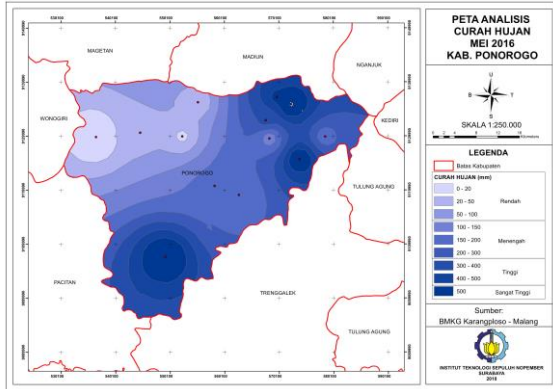 PETA ANALISIS
CURAH HUJAN
MEI 2016
KAB. PONOROGO
U
B T
S
SKALA 1:250.000
LEGENDA
Batas Kabupaten
CURAH HUJAN (mm)
0 - 20
20 - 50 Rendah
50 - 100
100 - 150
150 - 200 Menengah
200 - 300
300 - 400
400 - 500 Tinggi
500 Sangat Tinggi
Sumber:
BMKG Karangploso - Malang
INSTITUT TEKNOLOGI SEPULUH NOPEMBER
SURABAYA
2018
MAGETAN
MADIUN
NGANJUK
WONOGIRI
KEDIRI
PONOROGO
TULUNG AGUNG
PACITAN
TRENGGALEK
TULUNG AGUNG